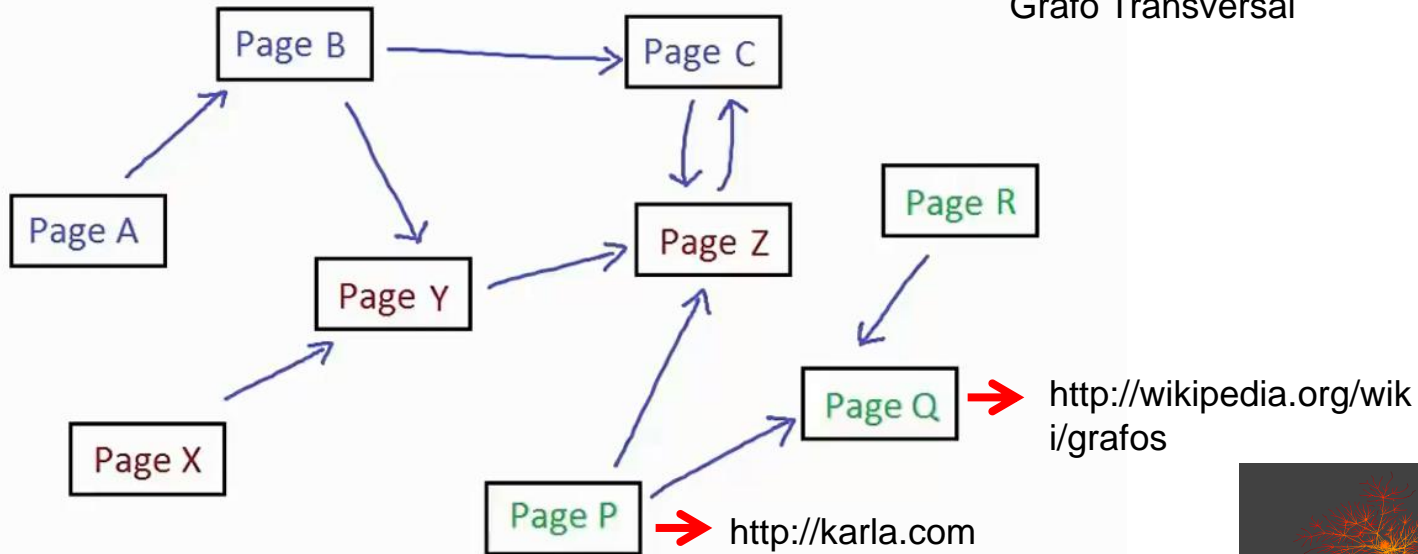 Grafo Transversal
Page B
Page C
Page A
Page R
Page Z
Page Y
Page Q
http://wikipedia.org/wik
i/grafos
Page X
Page P
http://karla.com